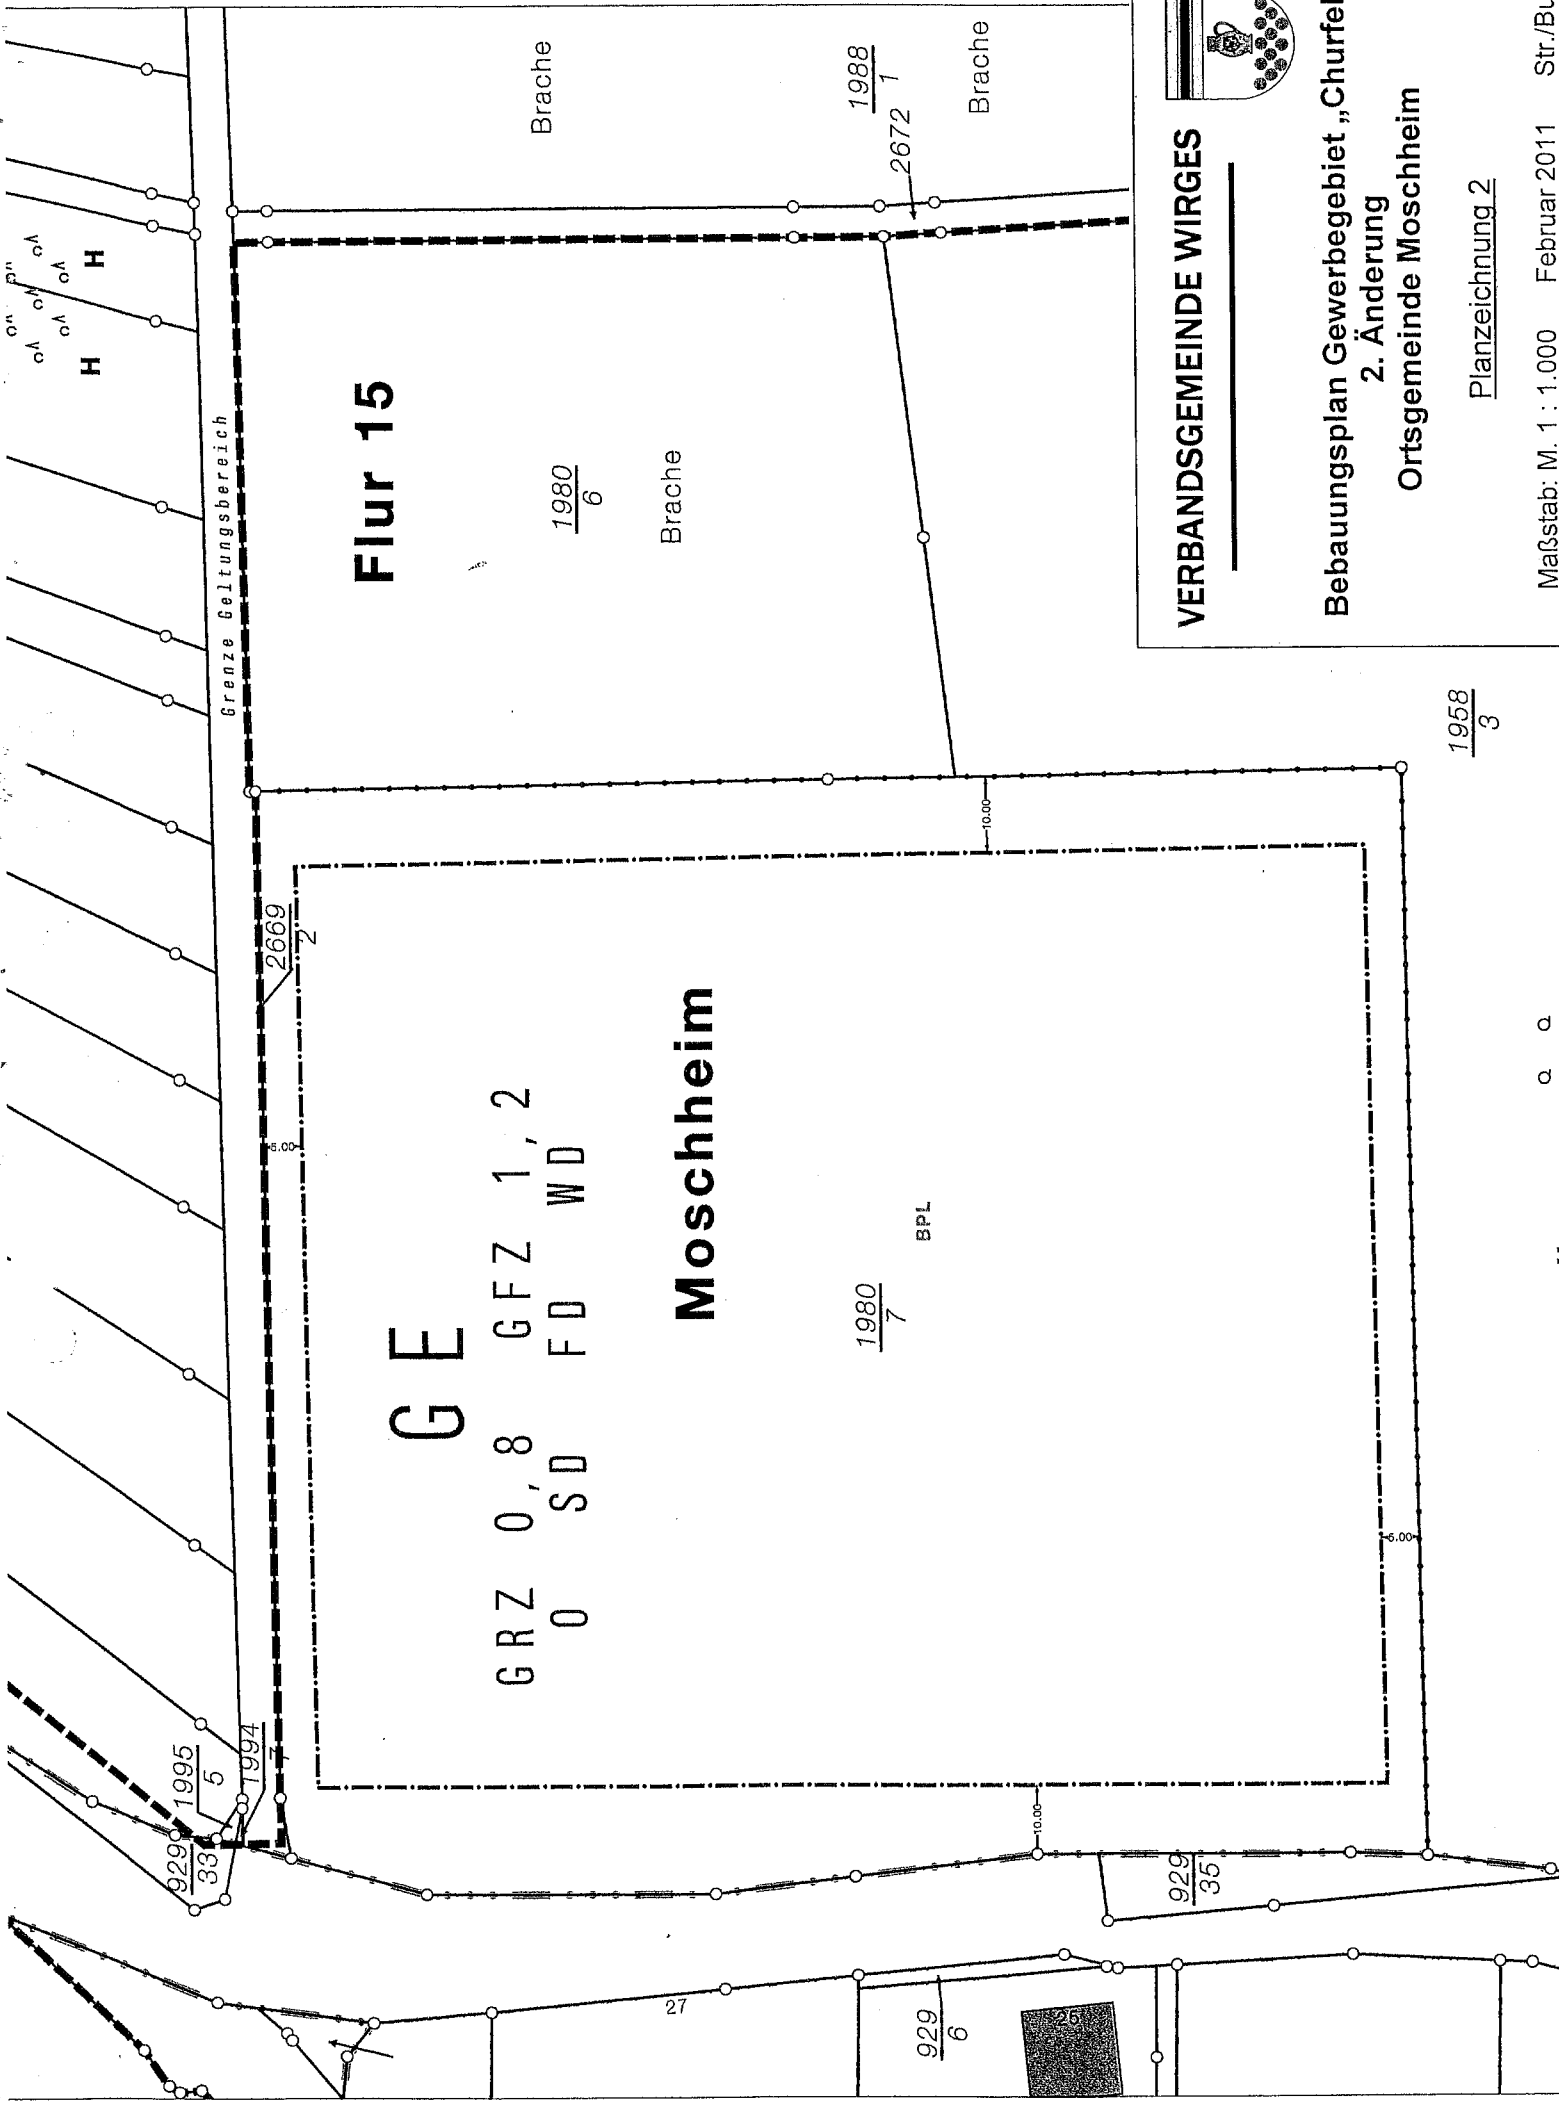 Grenze Geltungsbereich
H
H
Flur 15
1980
6
Brache
Brache
1988
1
Brache
2672
2669
2
5.00
10.00
G E
GRZ 0,8 GFZ 1,2
O SD FD WD
Moschheim
1980
7
BPL
5.00
10.00
1995
5
1994
7
929
33
929
35
27
929
6
25
1958
3
VERBANDSGEMEINDE WIRGES
Bebauungsplan Gewerbegebiet „Churfel
2. Änderung
Ortsgemeinde Moschheim
Planzeichnung 2
Maßstab: M. 1 : 1.000 Februar 2011 Str./Bu